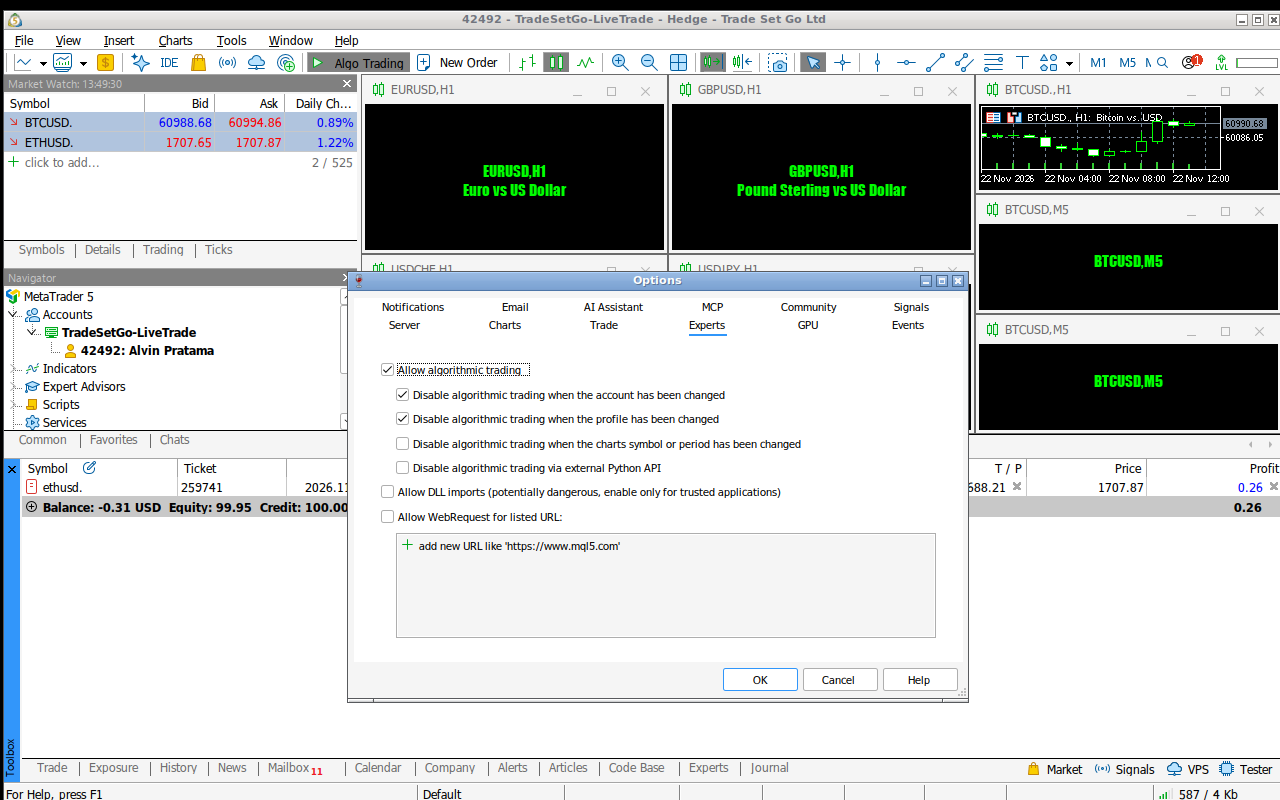 42492 - TradeSetGo-LiveTrade - Hedge - Trade Set Go Ltd
File View Insert Charts Tools Window Help
IDE Algo Trading New Order M1 M5 1 LVL
Market Watch: 13:49:30
Symbol Bid Ask Daily Ch...
BTCUSD. 60988.68 60994.86 0.89%
ETHUSD. 1707.65 1707.87 1.22%
click to add... 2 / 525
Symbols Details Trading Ticks
EURUSD,H1
EURUSD,H1
Euro vs US Dollar
GBPUSD,H1
GBPUSD,H1
Pound Sterling vs US Dollar
BTCUSD.,H1
BTCUSD., H1: Bitcoin vs. USD
60990.68
60086.05
22 Nov 2026 22 Nov 04:00 22 Nov 08:00 22 Nov 12:00
BTCUSD,M5
BTCUSD,M5
BTCUSD,M5
BTCUSD,M5
USDCHF,H1
USDJPY,H1
Navigator
MetaTrader 5
Accounts
TradeSetGo-LiveTrade
42492: Alvin Pratama
Indicators
Expert Advisors
Scripts
Services
Common Favorites Chats
Options
Notifications Email AI Assistant MCP Community Signals
Server Charts Trade Experts GPU Events
Allow algorithmic trading
Disable algorithmic trading when the account has been changed
Disable algorithmic trading when the profile has been changed
Disable algorithmic trading when the charts symbol or period has been changed
Disable algorithmic trading via external Python API
Allow DLL imports (potentially dangerous, enable only for trusted applications)
Allow WebRequest for listed URL:
add new URL like 'https://www.mql5.com'
OK Cancel Help
Symbol Ticket T / P Price Profit
ethusd. 259741 2026.11 688.21 1707.87 0.26
Balance: -0.31 USD Equity: 99.95 Credit: 100.00 0.26
Toolbox
Trade Exposure History News Mailbox 11 Calendar Company Alerts Articles Code Base Experts Journal
Market Signals VPS Tester
For Help, press F1 Default 587 / 4 Kb